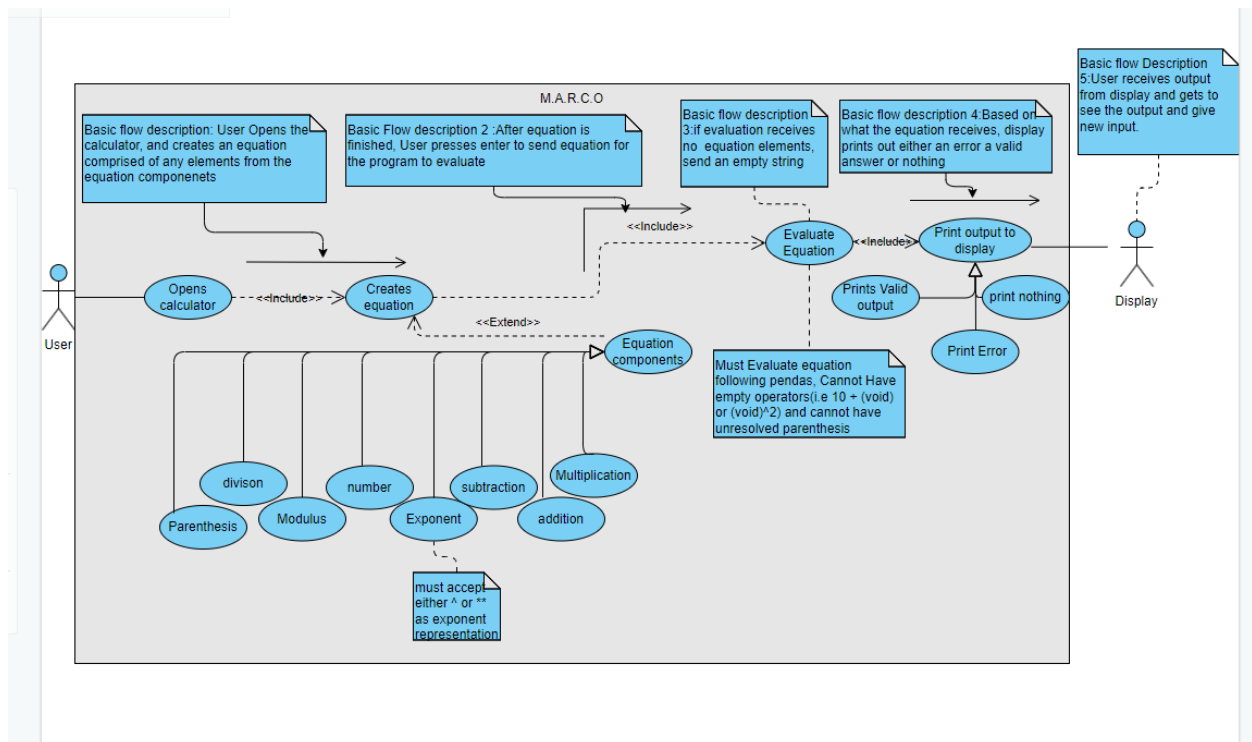 M.A.R.C.O
Basic flow description: User Opens the
calculator, and creates an equation
comprised of any elements from the
equation componenets
Basic Flow description 2 :After equation is
finished, User presses enter to send equation for
the program to evaluate
Basic flow description
3:if evaluation receives
no equation elements,
send an empty string
Basic flow description 4:Based on
what the equation receives, display
prints out either an error a valid
answer or nothing
Basic flow Description
5:User receives output
from display and gets to
see the output and give
new input.
User
Opens
calculator
<<Include>>
Creates
equation
<<Include>>
Evaluate
Equation
<<Include>>
Print output to
display
Display
Prints Valid
output
print nothing
Print Error
<<Extend>>
Equation
components
Must Evaluate equation
following pendas, Cannot Have
empty operators(i.e 10 + (void)
or (void)^2) and cannot have
unresolved parenthesis
Parenthesis
divison
Modulus
number
Exponent
subtraction
addition
Multiplication
must accept
either ^ or **
as exponent
representation